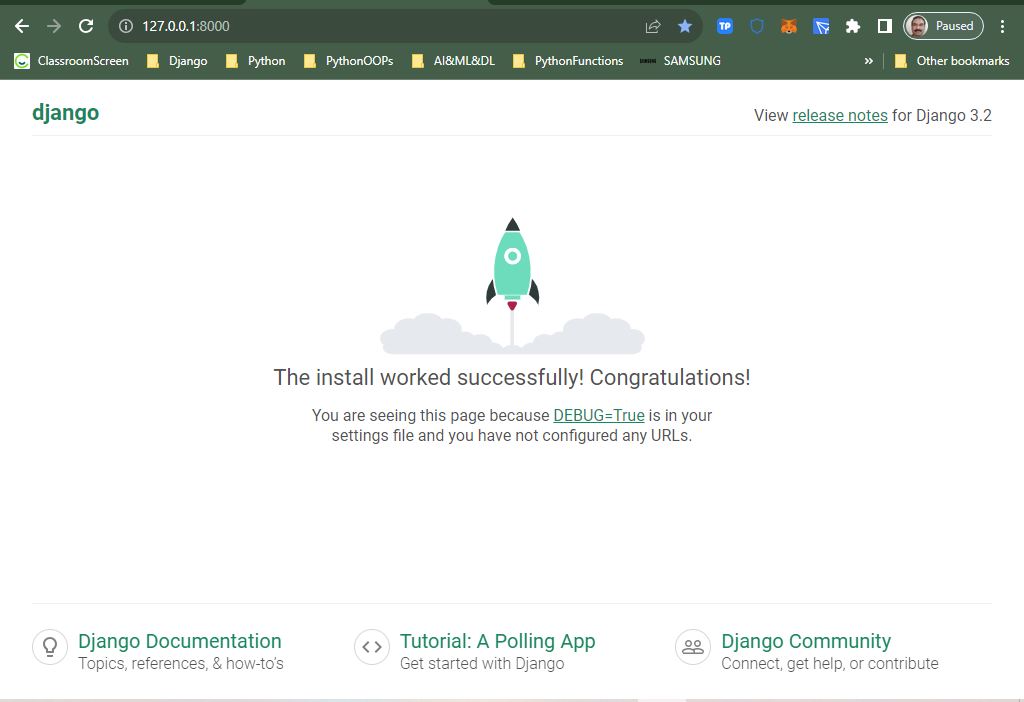 127.0.0.1:8000
TP
Paused
ClassroomScreen Django Python PythonOOPs AI&ML&DL PythonFunctions SAMSUNG SAMSUNG » Other bookmarks
django
View release notes for Django 3.2
The install worked successfully! Congratulations!
You are seeing this page because DEBUG=True is in your
settings file and you have not configured any URLs.
Django Documentation
Topics, references, & how-to’s
Tutorial: A Polling App
Get started with Django
Django Community
Connect, get help, or contribute